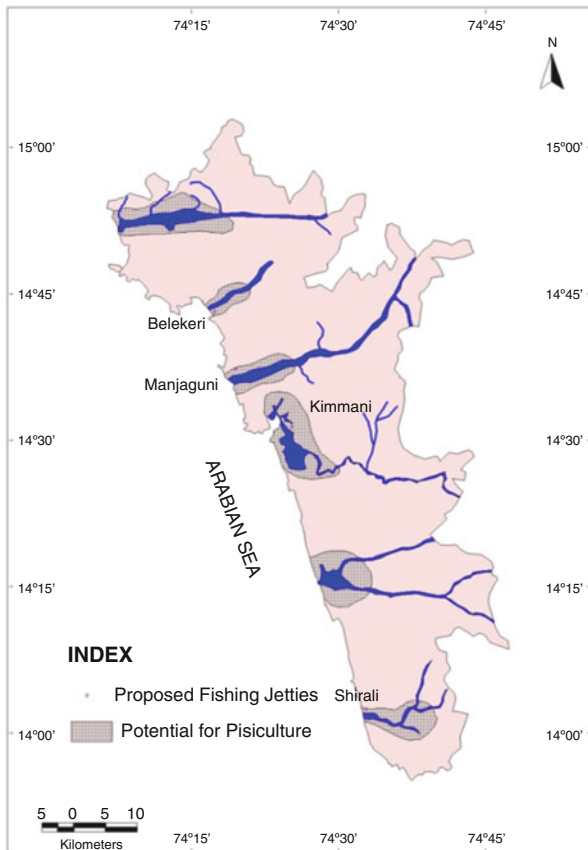 74°15' 74°30' 74°45'
N
15°00' 15°00'
14°45' 14°45'
Belekeri
Manjaguni
Kimmani
14°30' 14°30'
ARABIAN SEA
14°15' 14°15'
INDEX
Proposed Fishing Jetties
Shirali
Potential for Pisiculture
14°00' 14°00'
5 0 5 10
Kilometers
74°15' 74°30' 74°45'